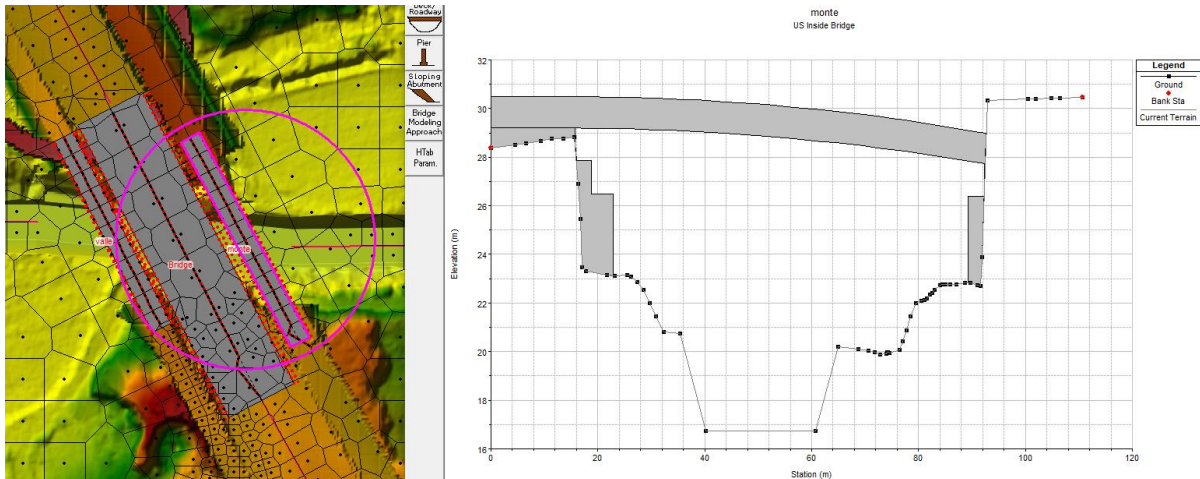 Deck/
Roadway
Pier
Sloping
Abutment
Bridge
Modeling
Approach
HTab
Param.
valle
Bridge
monte
monte
US Inside Bridge
Legend
Ground
Bank Sta
Current Terrain
Elevation (m)
32
30
28
26
24
22
20
18
16
0
20
40
60
80
100
120
Station (m)